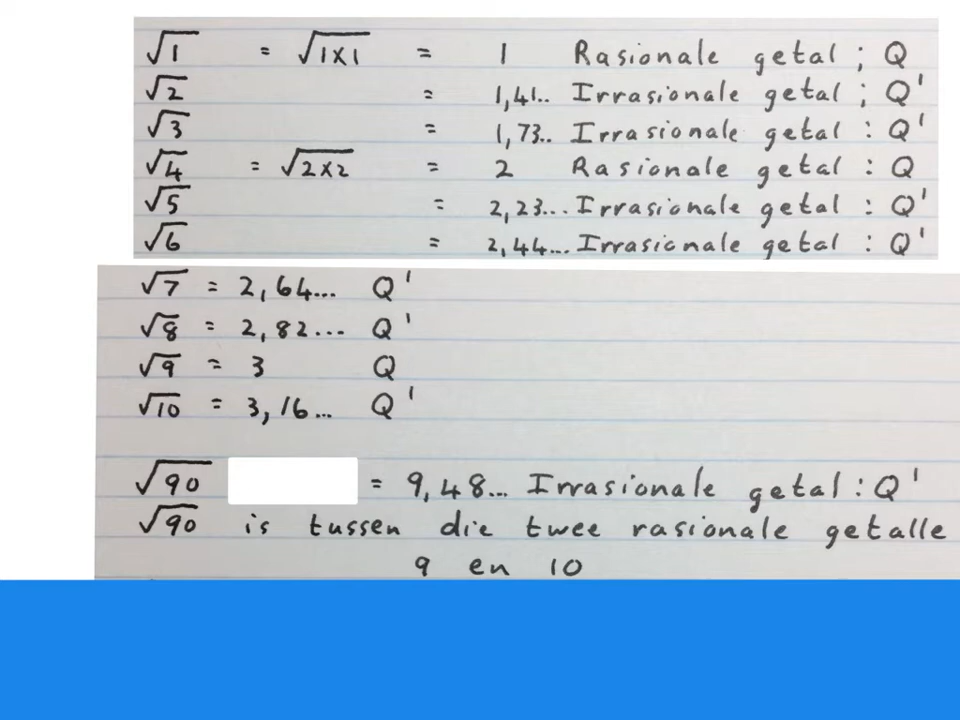 √1 = √1x1 = 1 Rasionale getal ; Q
√2 = 1,41.. Irrasionale getal ; Q'
√3 = 1,73.. Irrasionale getal : Q'
√4 = √2x2 = 2 Rasionale getal : Q
√5 = 2,23... Irrasionale getal : Q'
√6 = 2,44... Irrasionale getal : Q'
√7 = 2,64... Q'
√8 = 2,82... Q'
√9 = 3 Q
√10 = 3,16... Q'
√90 = 9,48... Irrasionale getal : Q'
√90 is tussen die twee rasionale getalle
9 en 10